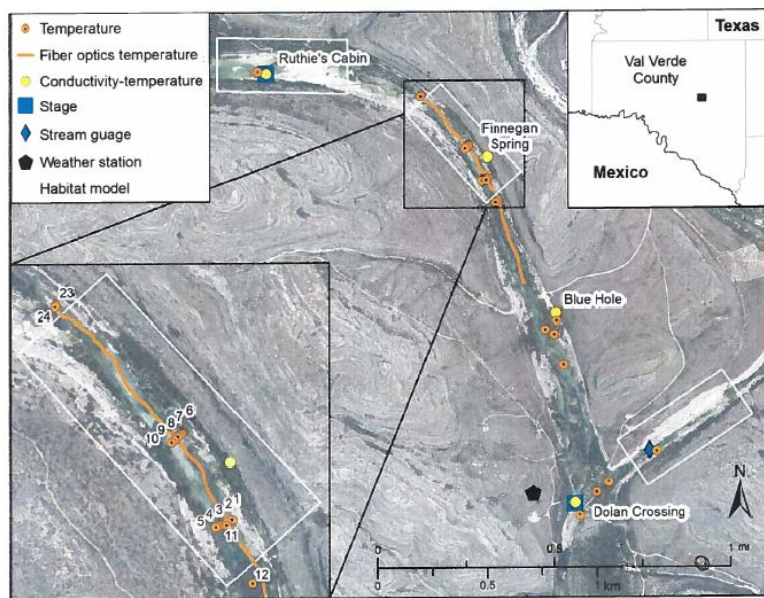 Temperature
Fiber optics temperature
Conductivity-temperature
Stage
Stream guage
Weather station
Habitat model
Ruthie's Cabin
Finnegan
Spring
Texas
Val Verde
County
Mexico
Blue Hole
Dolan Crossing
N
23
24
6
7
8
9
10
1
2
3
4
5
11
12
0
0.5
1 mi
0
0.5
1 km